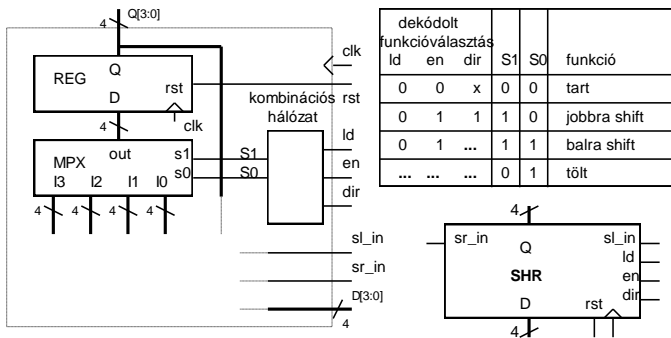 4 Q[3:0]
REG Q
D rst
clk
4
MPX out s1 S1
s0 S0
I3 I2 I1 I0
4 4 4 4
kombinációs
hálózat
clk
rst
ld
en
dir
sl_in
sr_in
D[3:0]
4
dekódolt
funkcióválasztás
ld en dir S1 S0 funkció
0 0 x 0 0 tart
0 1 1 1 0 jobbra shift
0 1 ... 1 1 balra shift
... ... ... 0 1 tölt
4
sr_in Q sl_in
ld
SHR en
dir
D rst
4